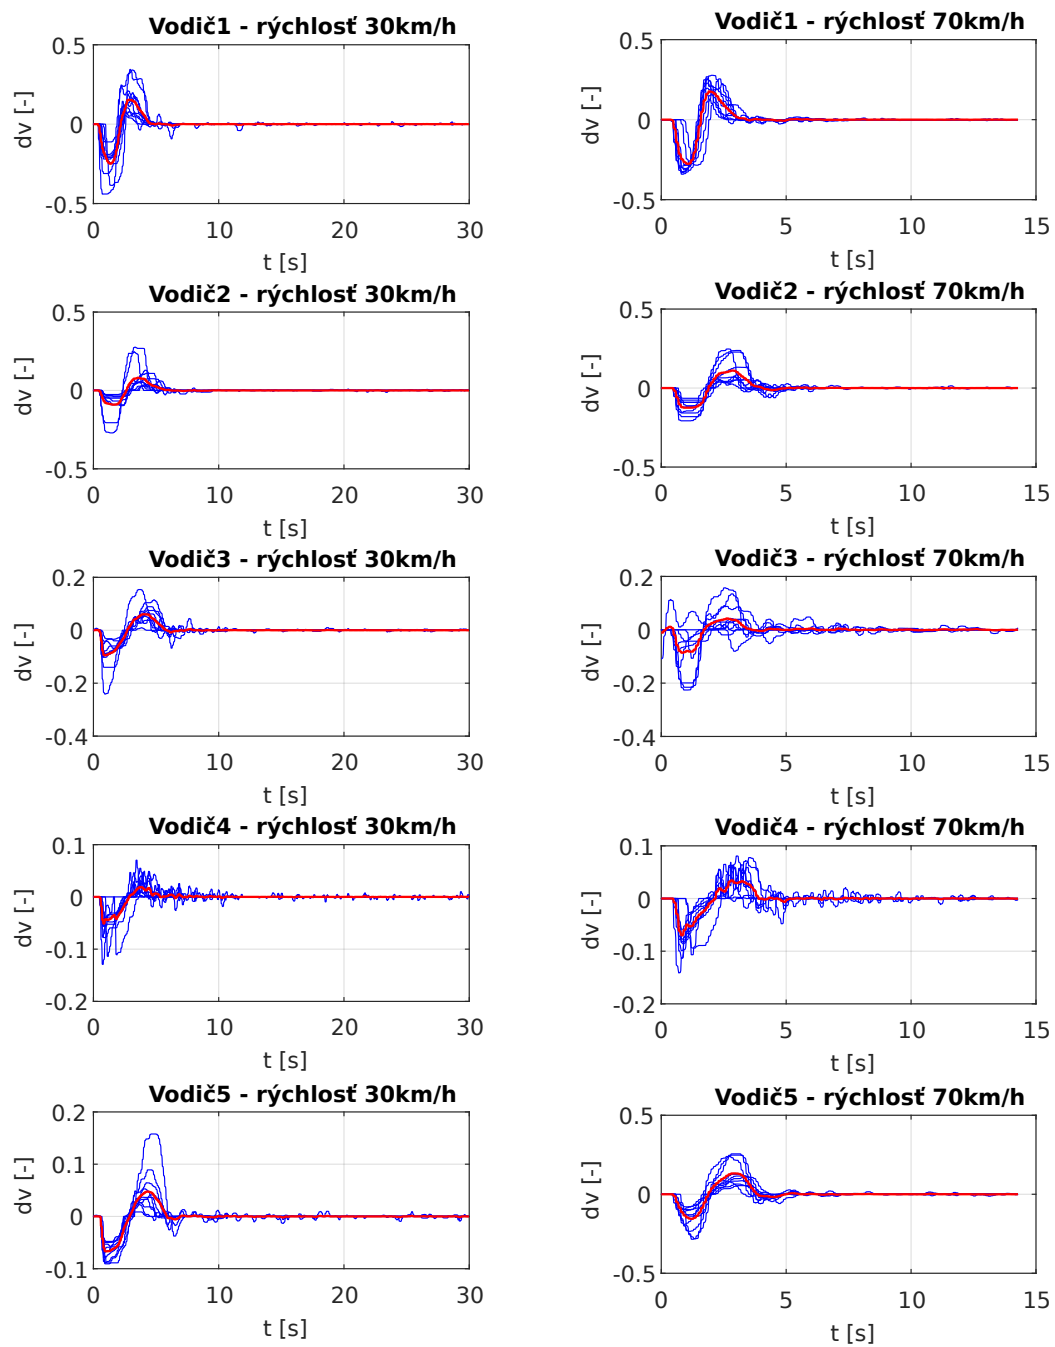 Vodič1 - rýchlosť 30km/h
0.5
0
-0.5
dv [-]
0 10 20 30
t [s]
Vodič1 - rýchlosť 70km/h
0.5
0
-0.5
dv [-]
0 5 10 15
t [s]
Vodič2 - rýchlosť 30km/h
0.5
0
-0.5
dv [-]
0 10 20 30
t [s]
Vodič2 - rýchlosť 70km/h
0.5
0
-0.5
dv [-]
0 5 10 15
t [s]
Vodič3 - rýchlosť 30km/h
0.2
0
-0.2
-0.4
dv [-]
0 10 20 30
t [s]
Vodič3 - rýchlosť 70km/h
0.2
0
-0.2
-0.4
dv [-]
0 5 10 15
t [s]
Vodič4 - rýchlosť 30km/h
0.1
0
-0.1
-0.2
dv [-]
0 10 20 30
t [s]
Vodič4 - rýchlosť 70km/h
0.1
0
-0.1
-0.2
dv [-]
0 5 10 15
t [s]
Vodič5 - rýchlosť 30km/h
0.2
0.1
0
-0.1
dv [-]
0 10 20 30
t [s]
Vodič5 - rýchlosť 70km/h
0.5
0
-0.5
dv [-]
0 5 10 15
t [s]